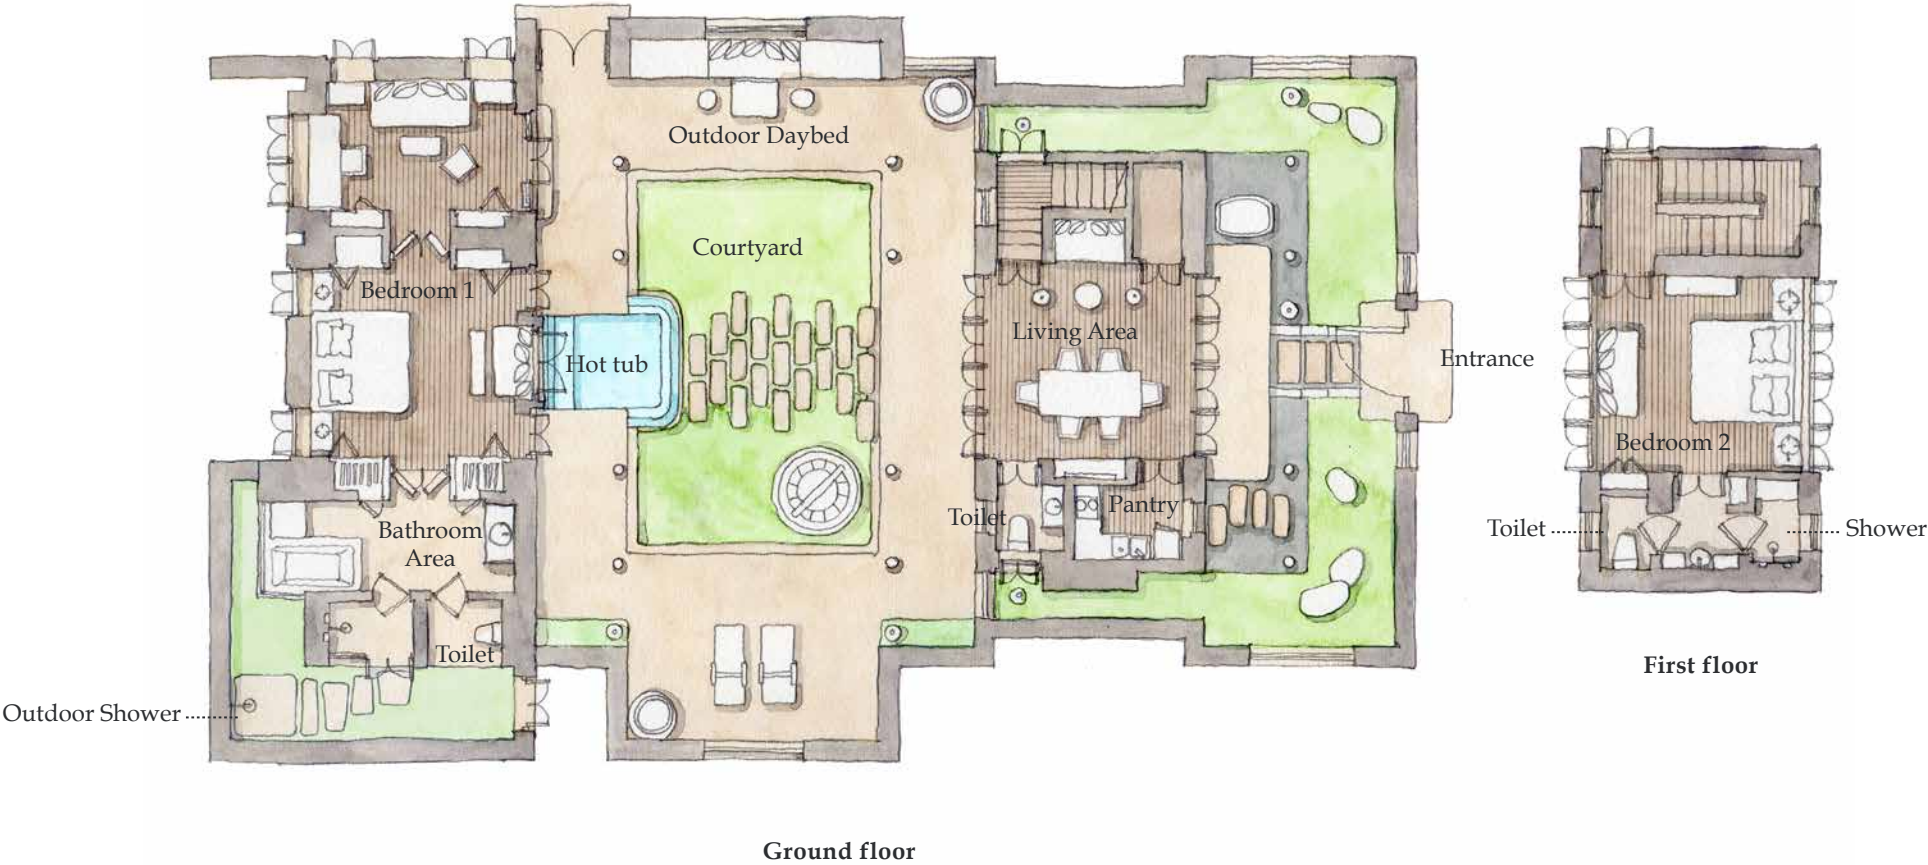 Outdoor Daybed
Courtyard
Bedroom 1
Living Area
Hot tub
Entrance
Bedroom 2
Pantry
Toilet
Bathroom
Area
Toilet
Shower
Toilet
First floor
Outdoor Shower
Ground floor